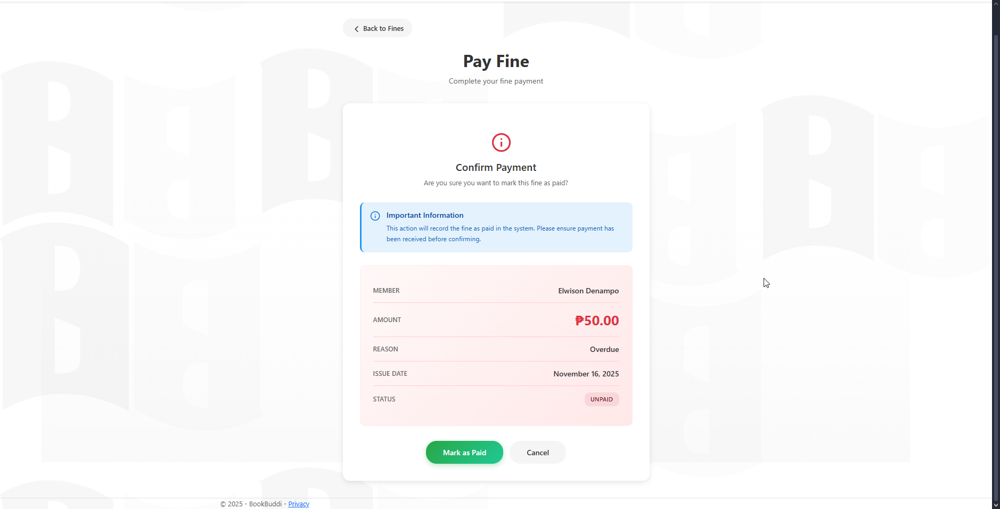 Back to Fines
Pay Fine
Complete your fine payment
Confirm Payment
Are you sure you want to mark this fine as paid?
Important Information
This action will record the fine as paid in the system. Please ensure payment has
been received before confirming.
MEMBER Elwison Denampo
AMOUNT ₱50.00
REASON Overdue
ISSUE DATE November 16, 2025
STATUS UNPAID
Mark as Paid Cancel
© 2025 - BookBuddi - Privacy